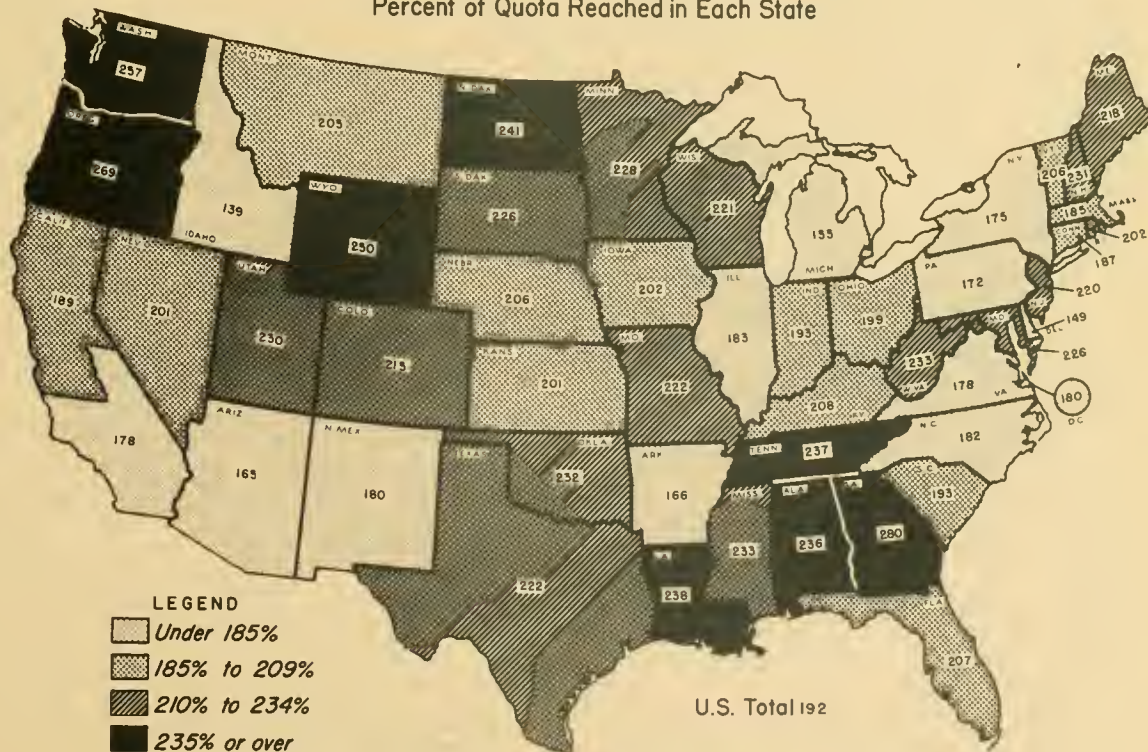 Percent of Quota Reached in Each State
WASH
257
OREG
269
CALIF
189
178
NEV
201
IDAHO
139
MONT
205
WYO
250
UTAH
230
COLO
215
ARIZ
165
N MEX
180
N. DAK
241
S. DAK
226
NEBR
206
KANS
201
OKLA
232
TEXAS
222
MINN
228
IOWA
202
MO.
222
ARK
166
LA
238
WIS.
221
ILL
183
MICH
155
IND
193
OHIO
199
KY
208
TENN
237
MISS
233
ALA
236
GA
280
FLA
207
S C
193
N C
182
VA
178
W VA
233
PA
172
NY
175
ME
218
206
N H
231
MASS
185
CONN
202
187
220
DEL
149
MD
226
180
DC
LEGEND
Under 185%
185% to 209%
210% to 234%
235% or over
U.S. Total 192